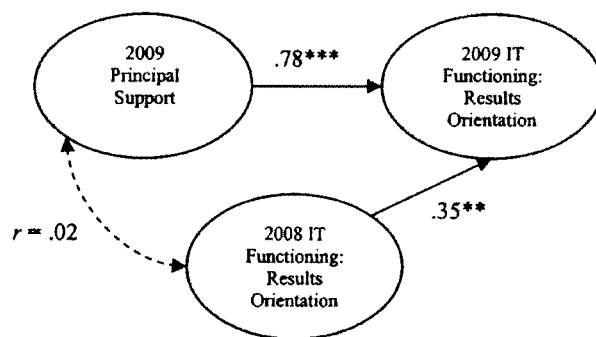 2009
Principal
Support
.78***
2009 IT
Functioning:
Results
Orientation
.35**
r = .02
2008 IT
Functioning:
Results
Orientation